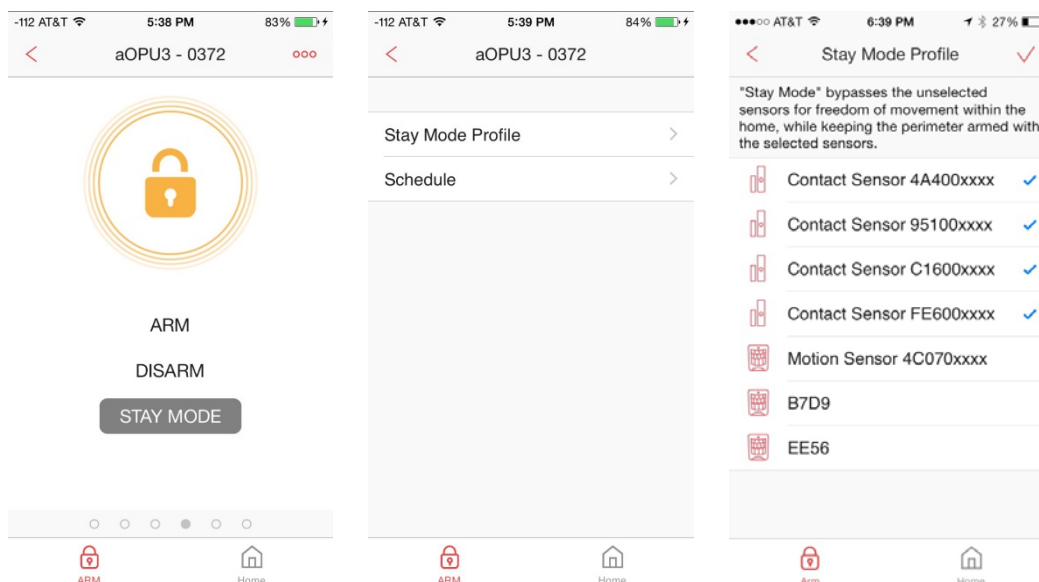 -112 AT&T 5:38 PM 83%
aOPU3 - 0372
ARM
DISARM
STAY MODE
ARM Home
-112 AT&T 5:39 PM 84%
aOPU3 - 0372
Stay Mode Profile
Schedule
ARM Home
AT&T 6:39 PM 27%
Stay Mode Profile
"Stay Mode" bypasses the unselected
sensors for freedom of movement within the
home, while keeping the perimeter armed with
the selected sensors.
Contact Sensor 4A400xxxx
Contact Sensor 95100xxxx
Contact Sensor C1600xxxx
Contact Sensor FE600xxxx
Motion Sensor 4C070xxxx
B7D9
EE56
Arm Home